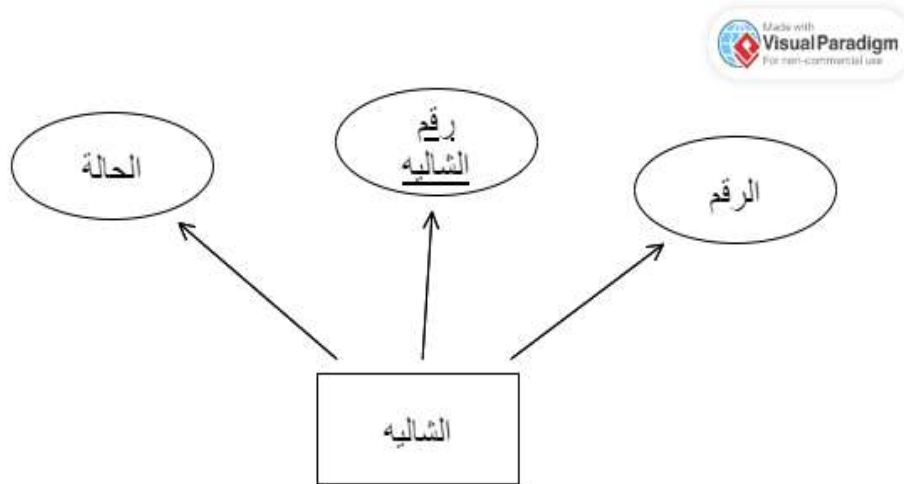 Made with
Visual Paradigm
For non-commercial use
رقم
الشاليه
الحالة
الرقم
الشاليه